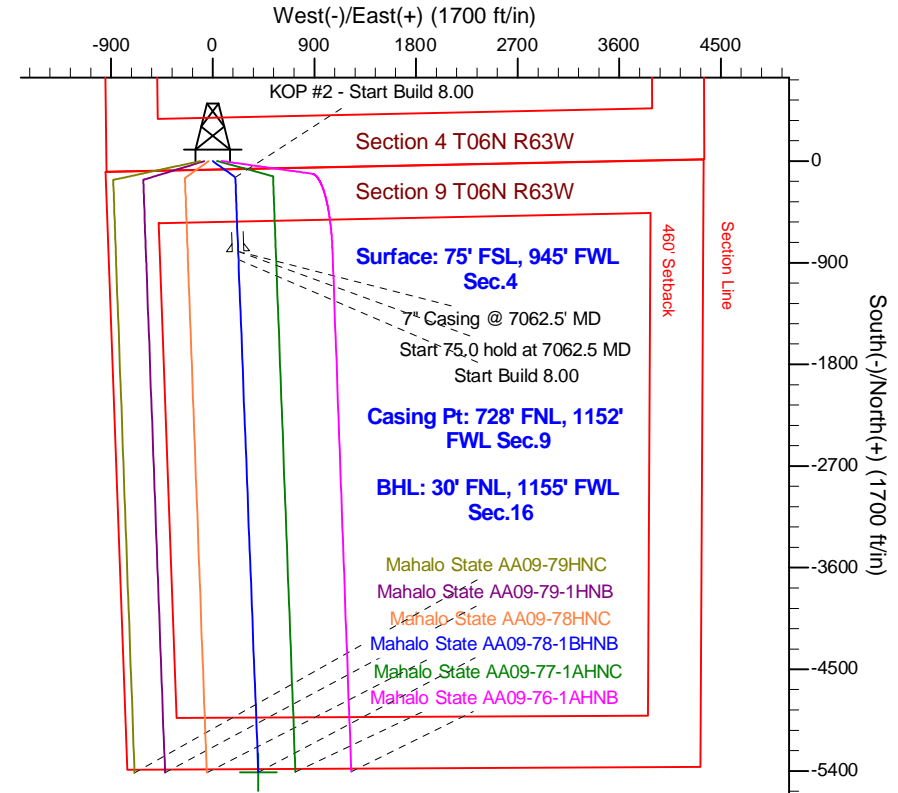 West(-)/East(+) (1700 ft/in)
-900 0 900 1800 2700 3600 4500
KOP #2 - Start Build 8.00
Section 4 T06N R63W
0
Section 9 T06N R63W
460' Setback
Section Line
Surface: 75' FSL, 945' FWL
Sec.4
-900
7" Casing @ 7062.5' MD
Start 75.0 hold at 7062.5 MD
Start Build 8.00
-1800
South(-)/North(+) (1700 ft/in)
Casing Pt: 728' FNL, 1152'
FWL Sec.9
-2700
BHL: 30' FNL, 1155' FWL
Sec.16
Mahalo State AA09-79HNC
-3600
Mahalo State AA09-79-1HNB
Mahalo State AA09-78HNC
Mahalo State AA09-78-1BHNB
Mahalo State AA09-77-1AHNC
-4500
Mahalo State AA09-76-1AHNB
-5400